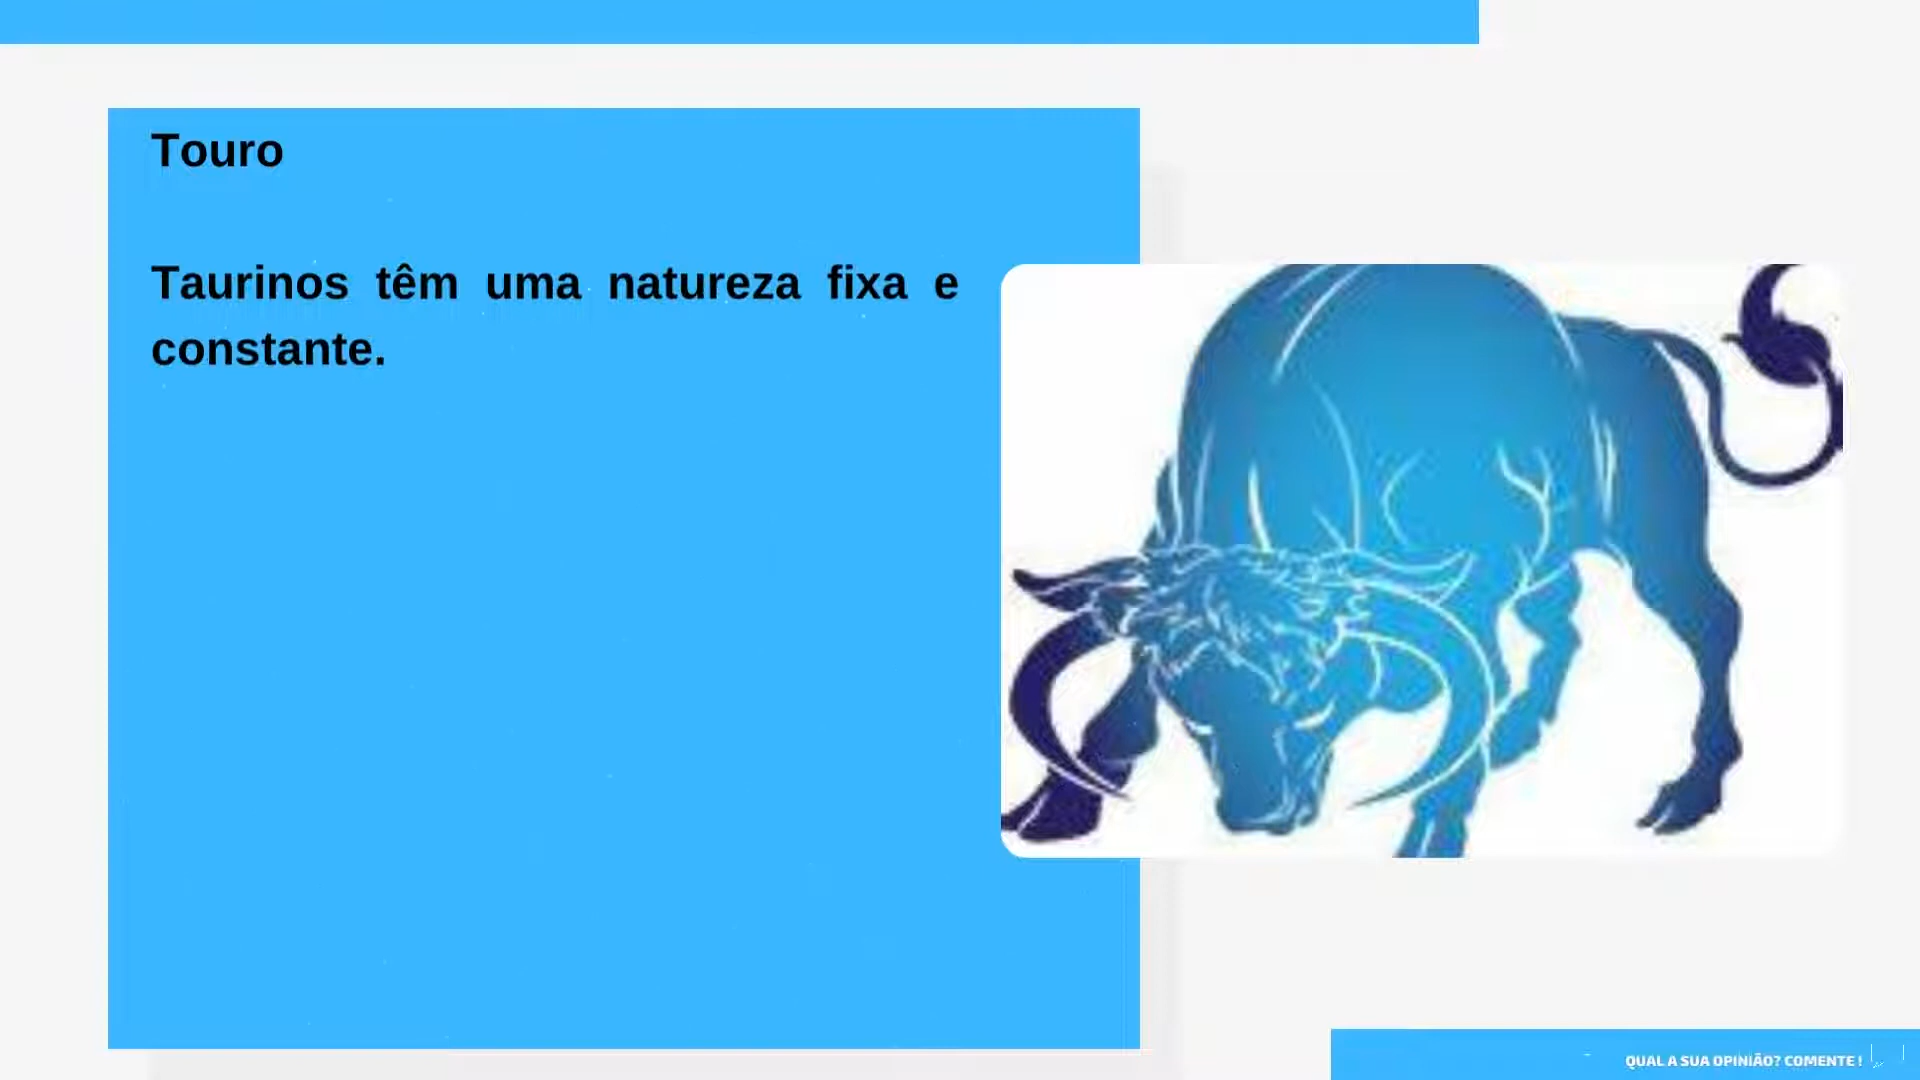 Touro
Taurinos têm uma natureza fixa e
constante.
QUAL A SUA OPINIÃO? COMENTE !